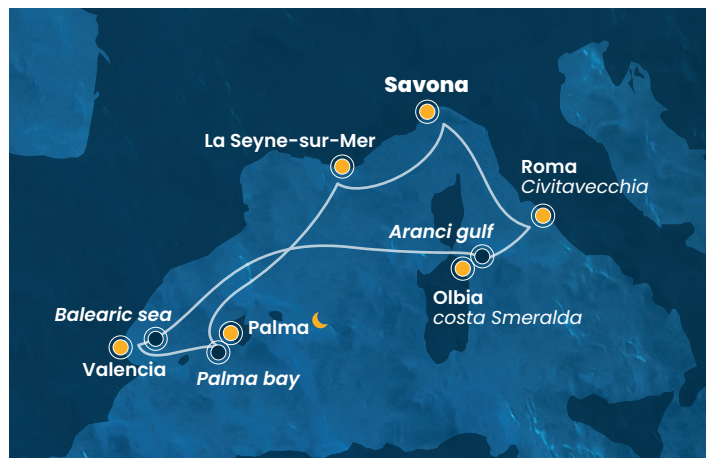 Savona
La Seyne-sur-Mer
Roma
Civitavecchia
Aranci gulf
Olbia
costa Smeralda
Balearic sea
Palma
Valencia
Palma bay